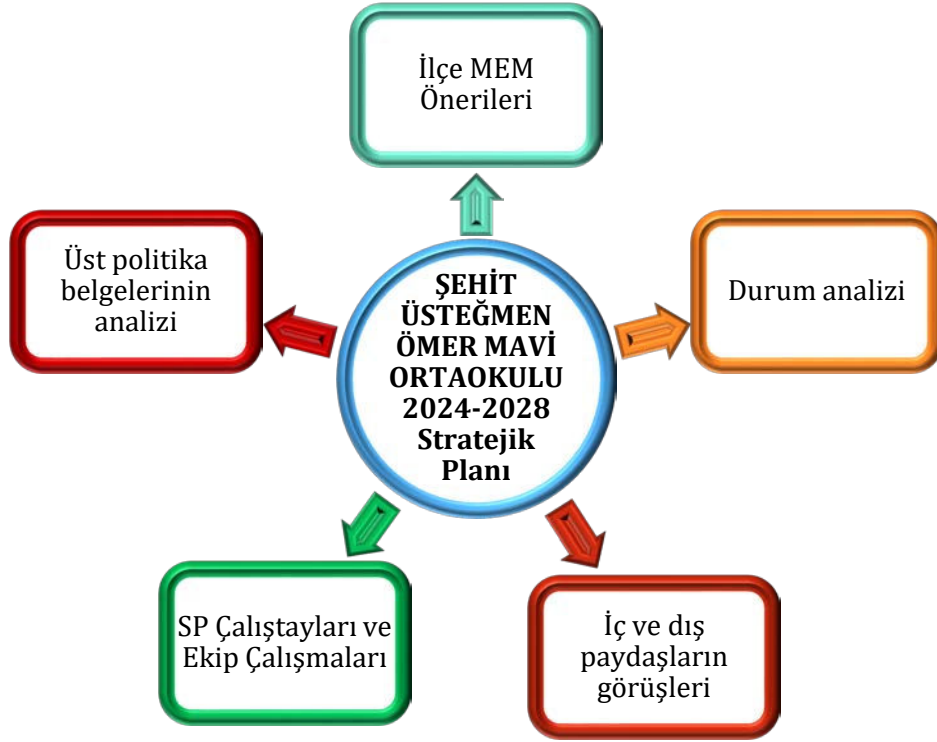 İlçe MEM
Önerileri
Üst politika
belgelerinin
analizi
ŞEHİT
ÜSTEĞMEN
ÖMER MAVİ
ORTAOKULU
2024-2028
Stratejik
Planı
Durum analizi
SP Çalıştayları ve
Ekip Çalışmaları
İç ve dış
paydaşların
görüşleri